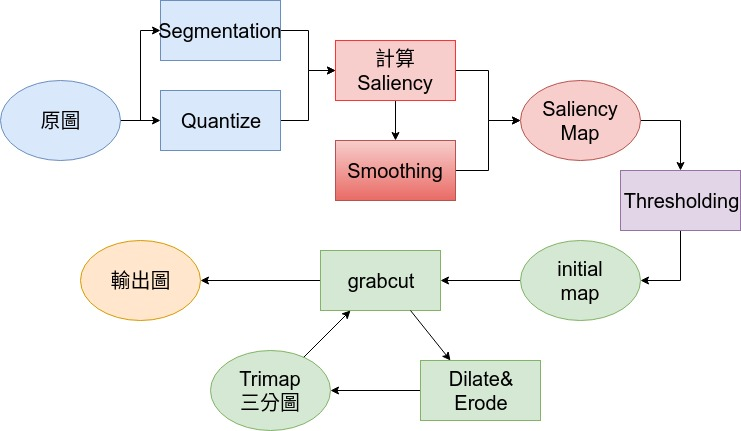 Segmentation
原圖
Quantize
計算
Saliency
Smoothing
Saliency
Map
Thresholding
initial
map
grabcut
輸出圖
Dilate&
Erode
Trimap
三分圖